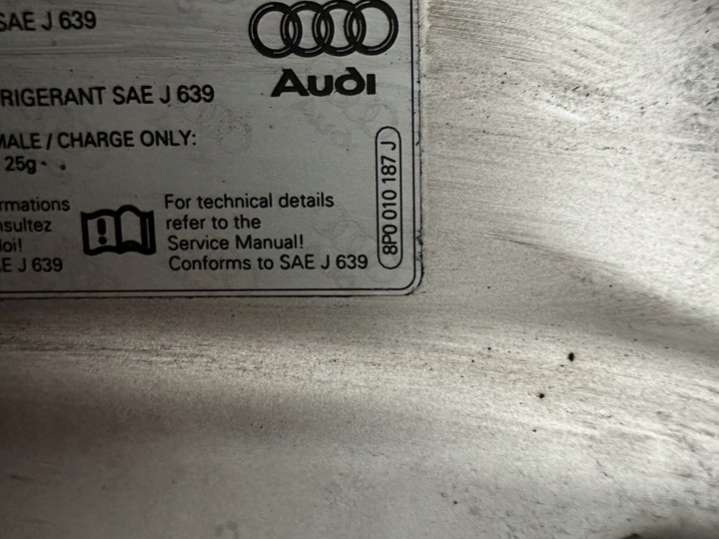 SAE J 639
Audi
RIGERANT SAE J 639
MALE / CHARGE ONLY:
25g
rmations
nsultez
loi!
E J 639
For technical details
refer to the
Service Manual!
Conforms to SAE J 639
8P0 010 187 J